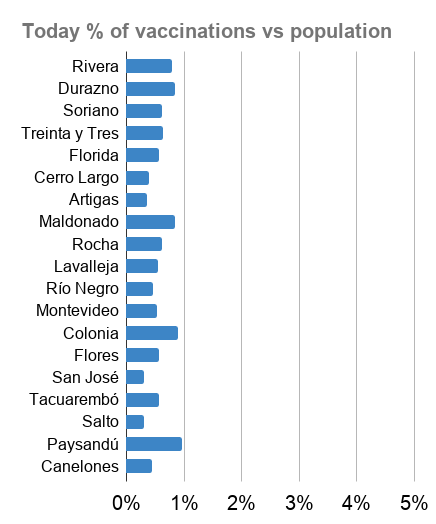 Today % of vaccinations vs population
Rivera
Durazno
Soriano
Treinta y Tres
Florida
Cerro Largo
Artigas
Maldonado
Rocha
Lavalleja
Río Negro
Montevideo
Colonia
Flores
San José
Tacuarembó
Salto
Paysandú
Canelones
0% 1% 2% 3% 4% 5%